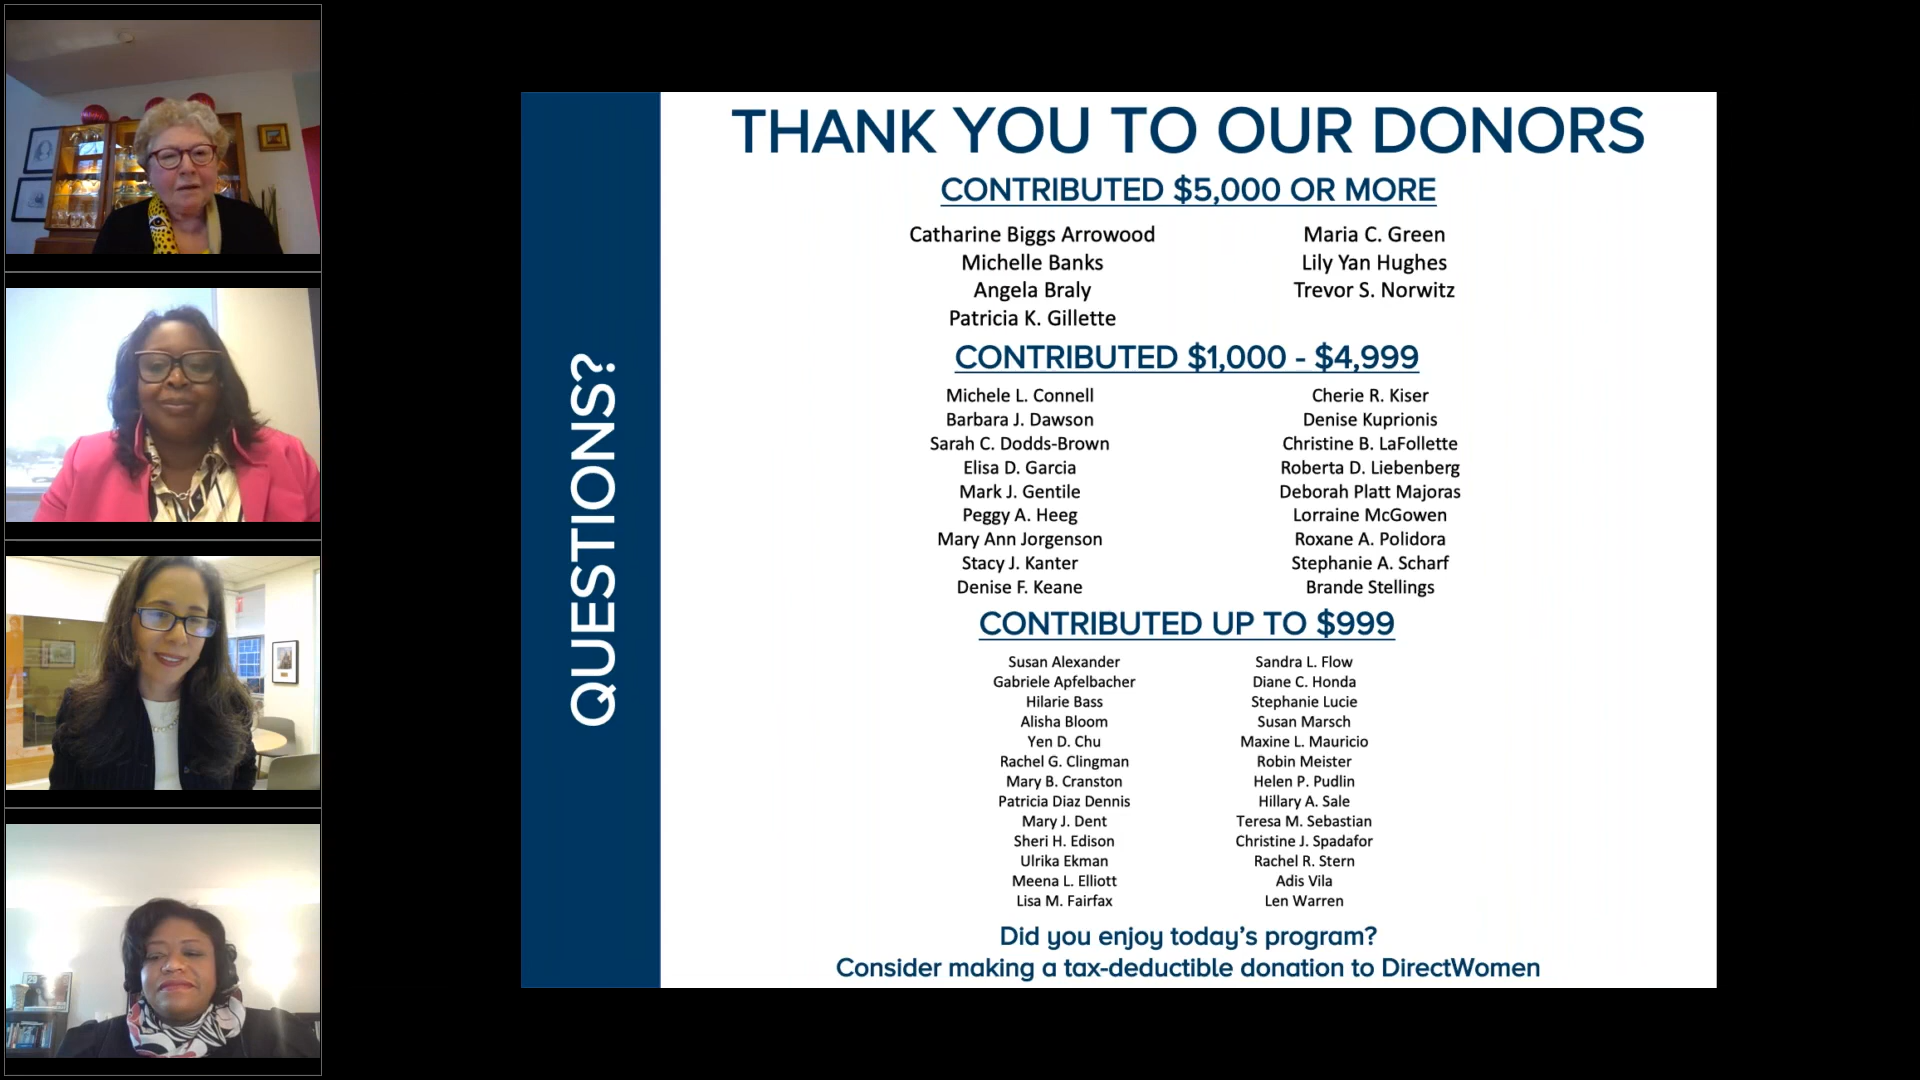 QUESTIONS?
THANK YOU TO OUR DONORS
CONTRIBUTED $5,000 OR MORE
Catharine Biggs Arrowood
Michelle Banks
Angela Braly
Patricia K. Gillette
Maria C. Green
Lily Yan Hughes
Trevor S. Norwitz
CONTRIBUTED $1,000 - $4,999
Michele L. Connell
Barbara J. Dawson
Sarah C. Dodds-Brown
Elisa D. Garcia
Mark J. Gentile
Peggy A. Heeg
Mary Ann Jorgenson
Stacy J. Kanter
Denise F. Keane
Cherie R. Kiser
Denise Kuprionis
Christine B. LaFollette
Roberta D. Liebenberg
Deborah Platt Majoras
Lorraine McGowen
Roxane A. Polidora
Stephanie A. Scharf
Brande Stellings
CONTRIBUTED UP TO $999
Susan Alexander
Gabriele Apfelbacher
Hilarie Bass
Alisha Bloom
Yen D. Chu
Rachel G. Clingman
Mary B. Cranston
Patricia Diaz Dennis
Mary J. Dent
Sheri H. Edison
Ulrika Ekman
Meena L. Elliott
Lisa M. Fairfax
Sandra L. Flow
Diane C. Honda
Stephanie Lucie
Susan Marsch
Maxine L. Mauricio
Robin Meister
Helen P. Pudlin
Hillary A. Sale
Teresa M. Sebastian
Christine J. Spadafor
Rachel R. Stern
Adis Vila
Len Warren
Did you enjoy today's program?
Consider making a tax-deductible donation to DirectWomen